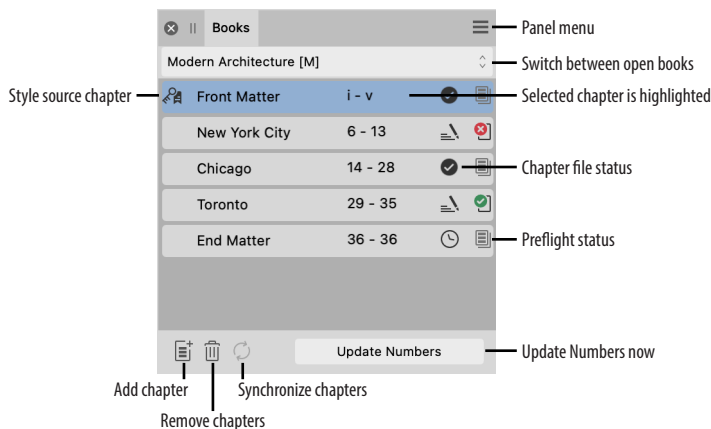 Books
Panel menu
Modern Architecture [M]
Switch between open books
Style source chapter
Front Matter i - v
Selected chapter is highlighted
New York City 6 - 13
Chicago 14 - 28
Chapter file status
Toronto 29 - 35
End Matter 36 - 36
Preflight status
Update Numbers
Update Numbers now
Add chapter
Synchronize chapters
Remove chapters